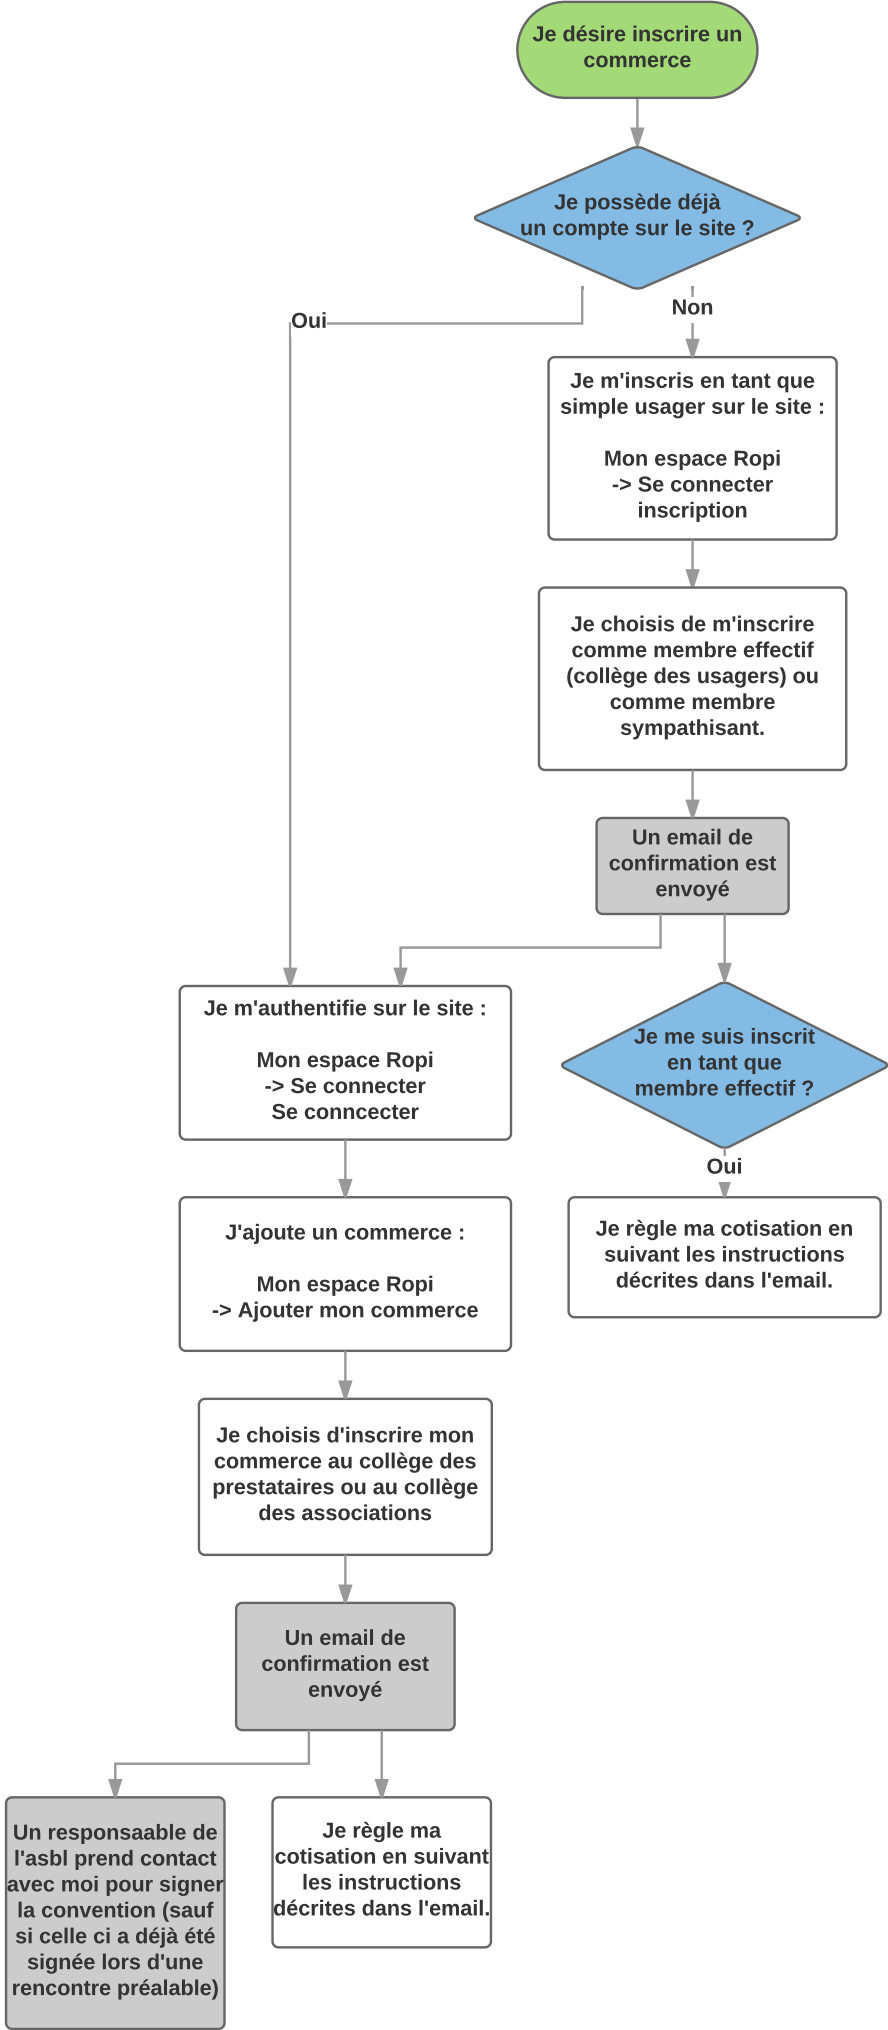 Je désire inscrire un
commerce
Je possède déjà
un compte sur le site ?
Oui
Non
Je m'inscris en tant que
simple usager sur le site :
Mon espace Ropi
-> Se connecter
inscription
Je choisis de m'inscrire
comme membre effectif
(collège des usagers) ou
comme membre
sympathisant.
Un email de
confirmation est
envoyé
Je m'authentifie sur le site :
Mon espace Ropi
-> Se connecter
Se conncecter
Je me suis inscrit
en tant que
membre effectif ?
Oui
J'ajoute un commerce :
Mon espace Ropi
-> Ajouter mon commerce
Je règle ma cotisation en
suivant les instructions
décrites dans l'email.
Je choisis d'inscrire mon
commerce au collège des
prestataires ou au collège
des associations
Un email de
confirmation est
envoyé
Un responsaable de
l'asbl prend contact
avec moi pour signer
la convention (sauf
si celle ci a déjà été
signée lors d'une
rencontre préalable)
Je règle ma
cotisation en suivant
les instructions
décrites dans l'email.